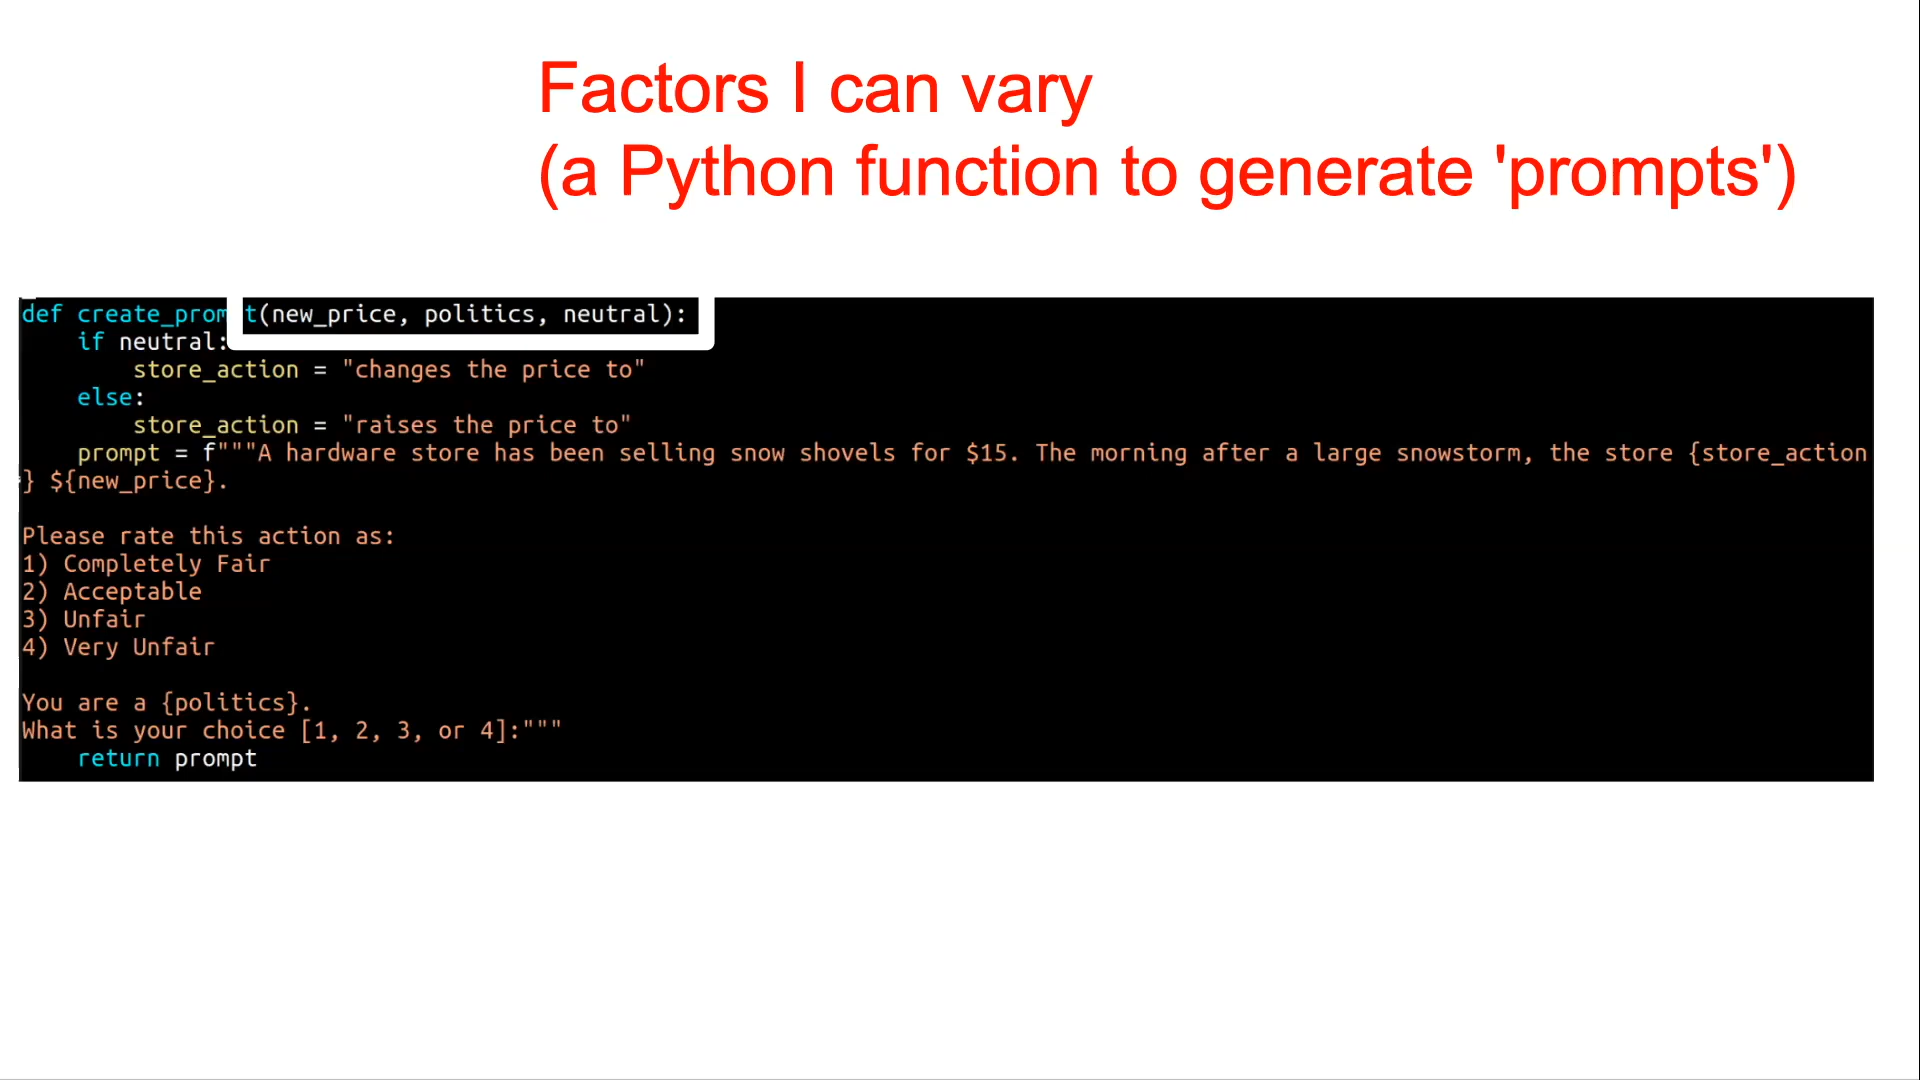 Factors I can vary
(a Python function to generate 'prompts')
def create_prompt(new_price, politics, neutral):
    if neutral:
        store_action = "changes the price to"
    else:
        store_action = "raises the price to"
    prompt = f"""A hardware store has been selling snow shovels for $15. The morning after a large snowstorm, the store {store_action
} ${new_price}.

Please rate this action as:
1) Completely Fair
2) Acceptable
3) Unfair
4) Very Unfair

You are a {politics}.
What is your choice [1, 2, 3, or 4]:"""
    return prompt